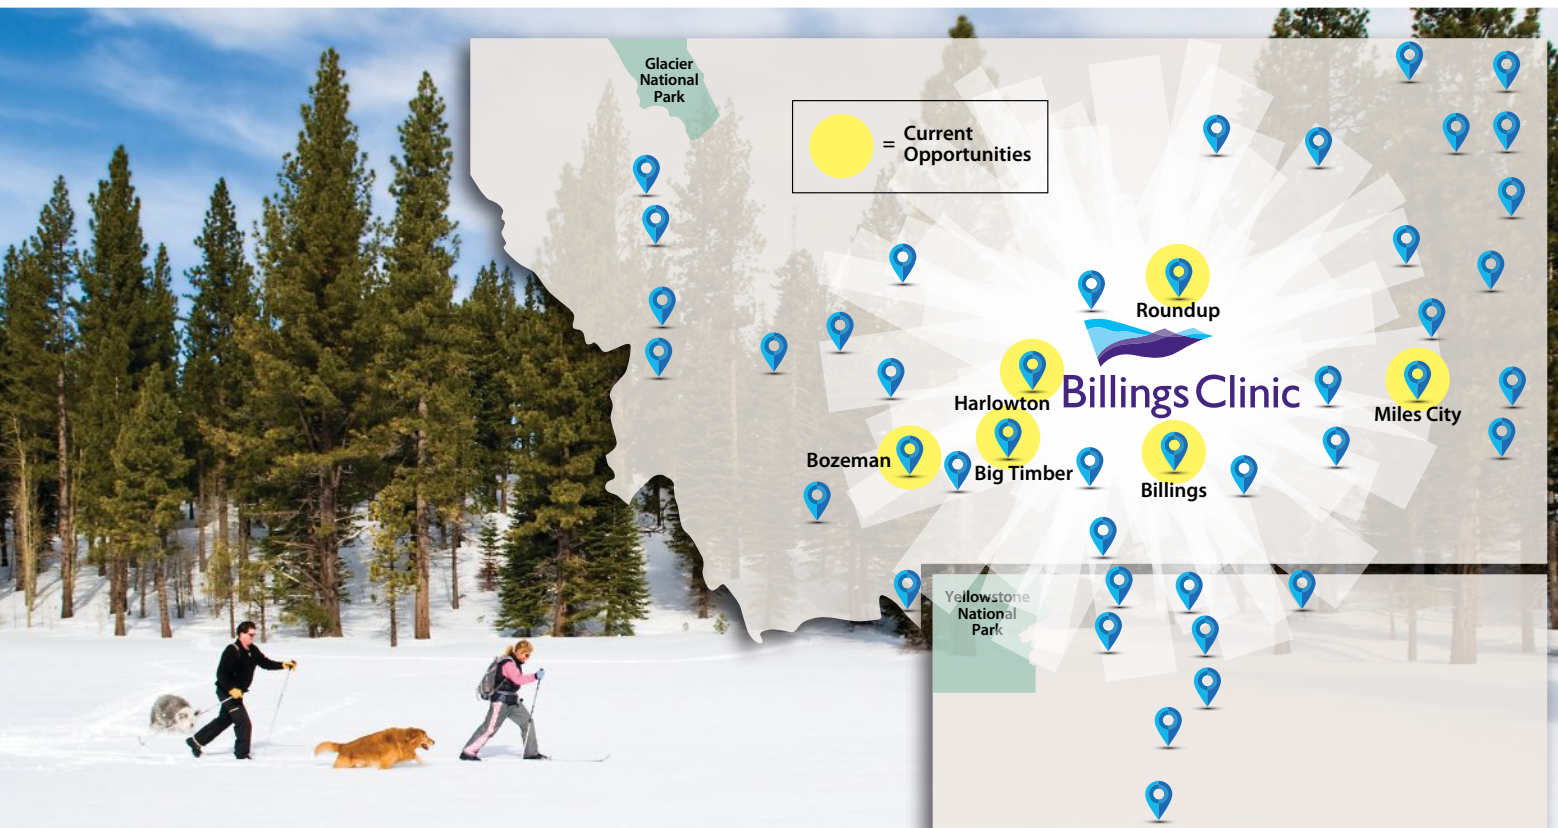 Glacier
National
Park
= Current
Opportunities
Roundup
Billings Clinic
Harlowton
Miles City
Bozeman
Big Timber
Billings
Yellowstone
National
Park